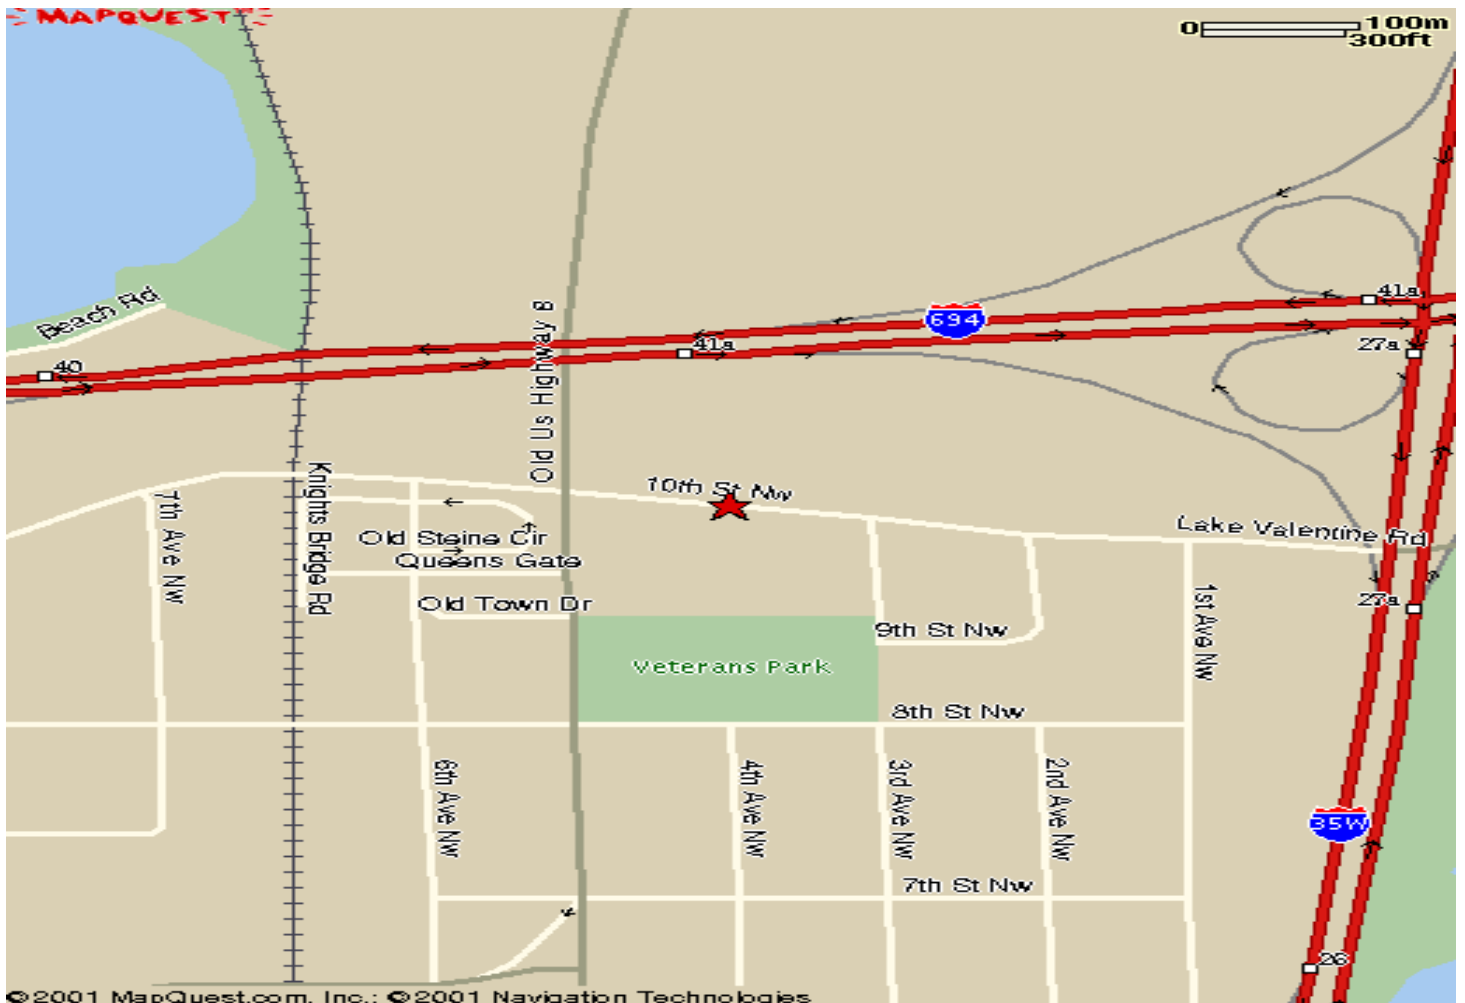 MAPQUEST
0 100m
300ft
Beach Rd
41a
694
40
41a
27a
Old Us Highway 8
10th St Nw
Lake Valentine Rd
Knights Bridge Rd
7th Ave NW
Old Steine Cir
Queens Gate
Old Town Dr
27a
1st Ave NW
9th St Nw
Veterans Park
8th St Nw
6th Ave NW
4th Ave NW
3rd Ave NW
2nd Ave NW
35W
7th St Nw
26
©2001 MapQuest.com, Inc.; ©2001 Navigation Technologies